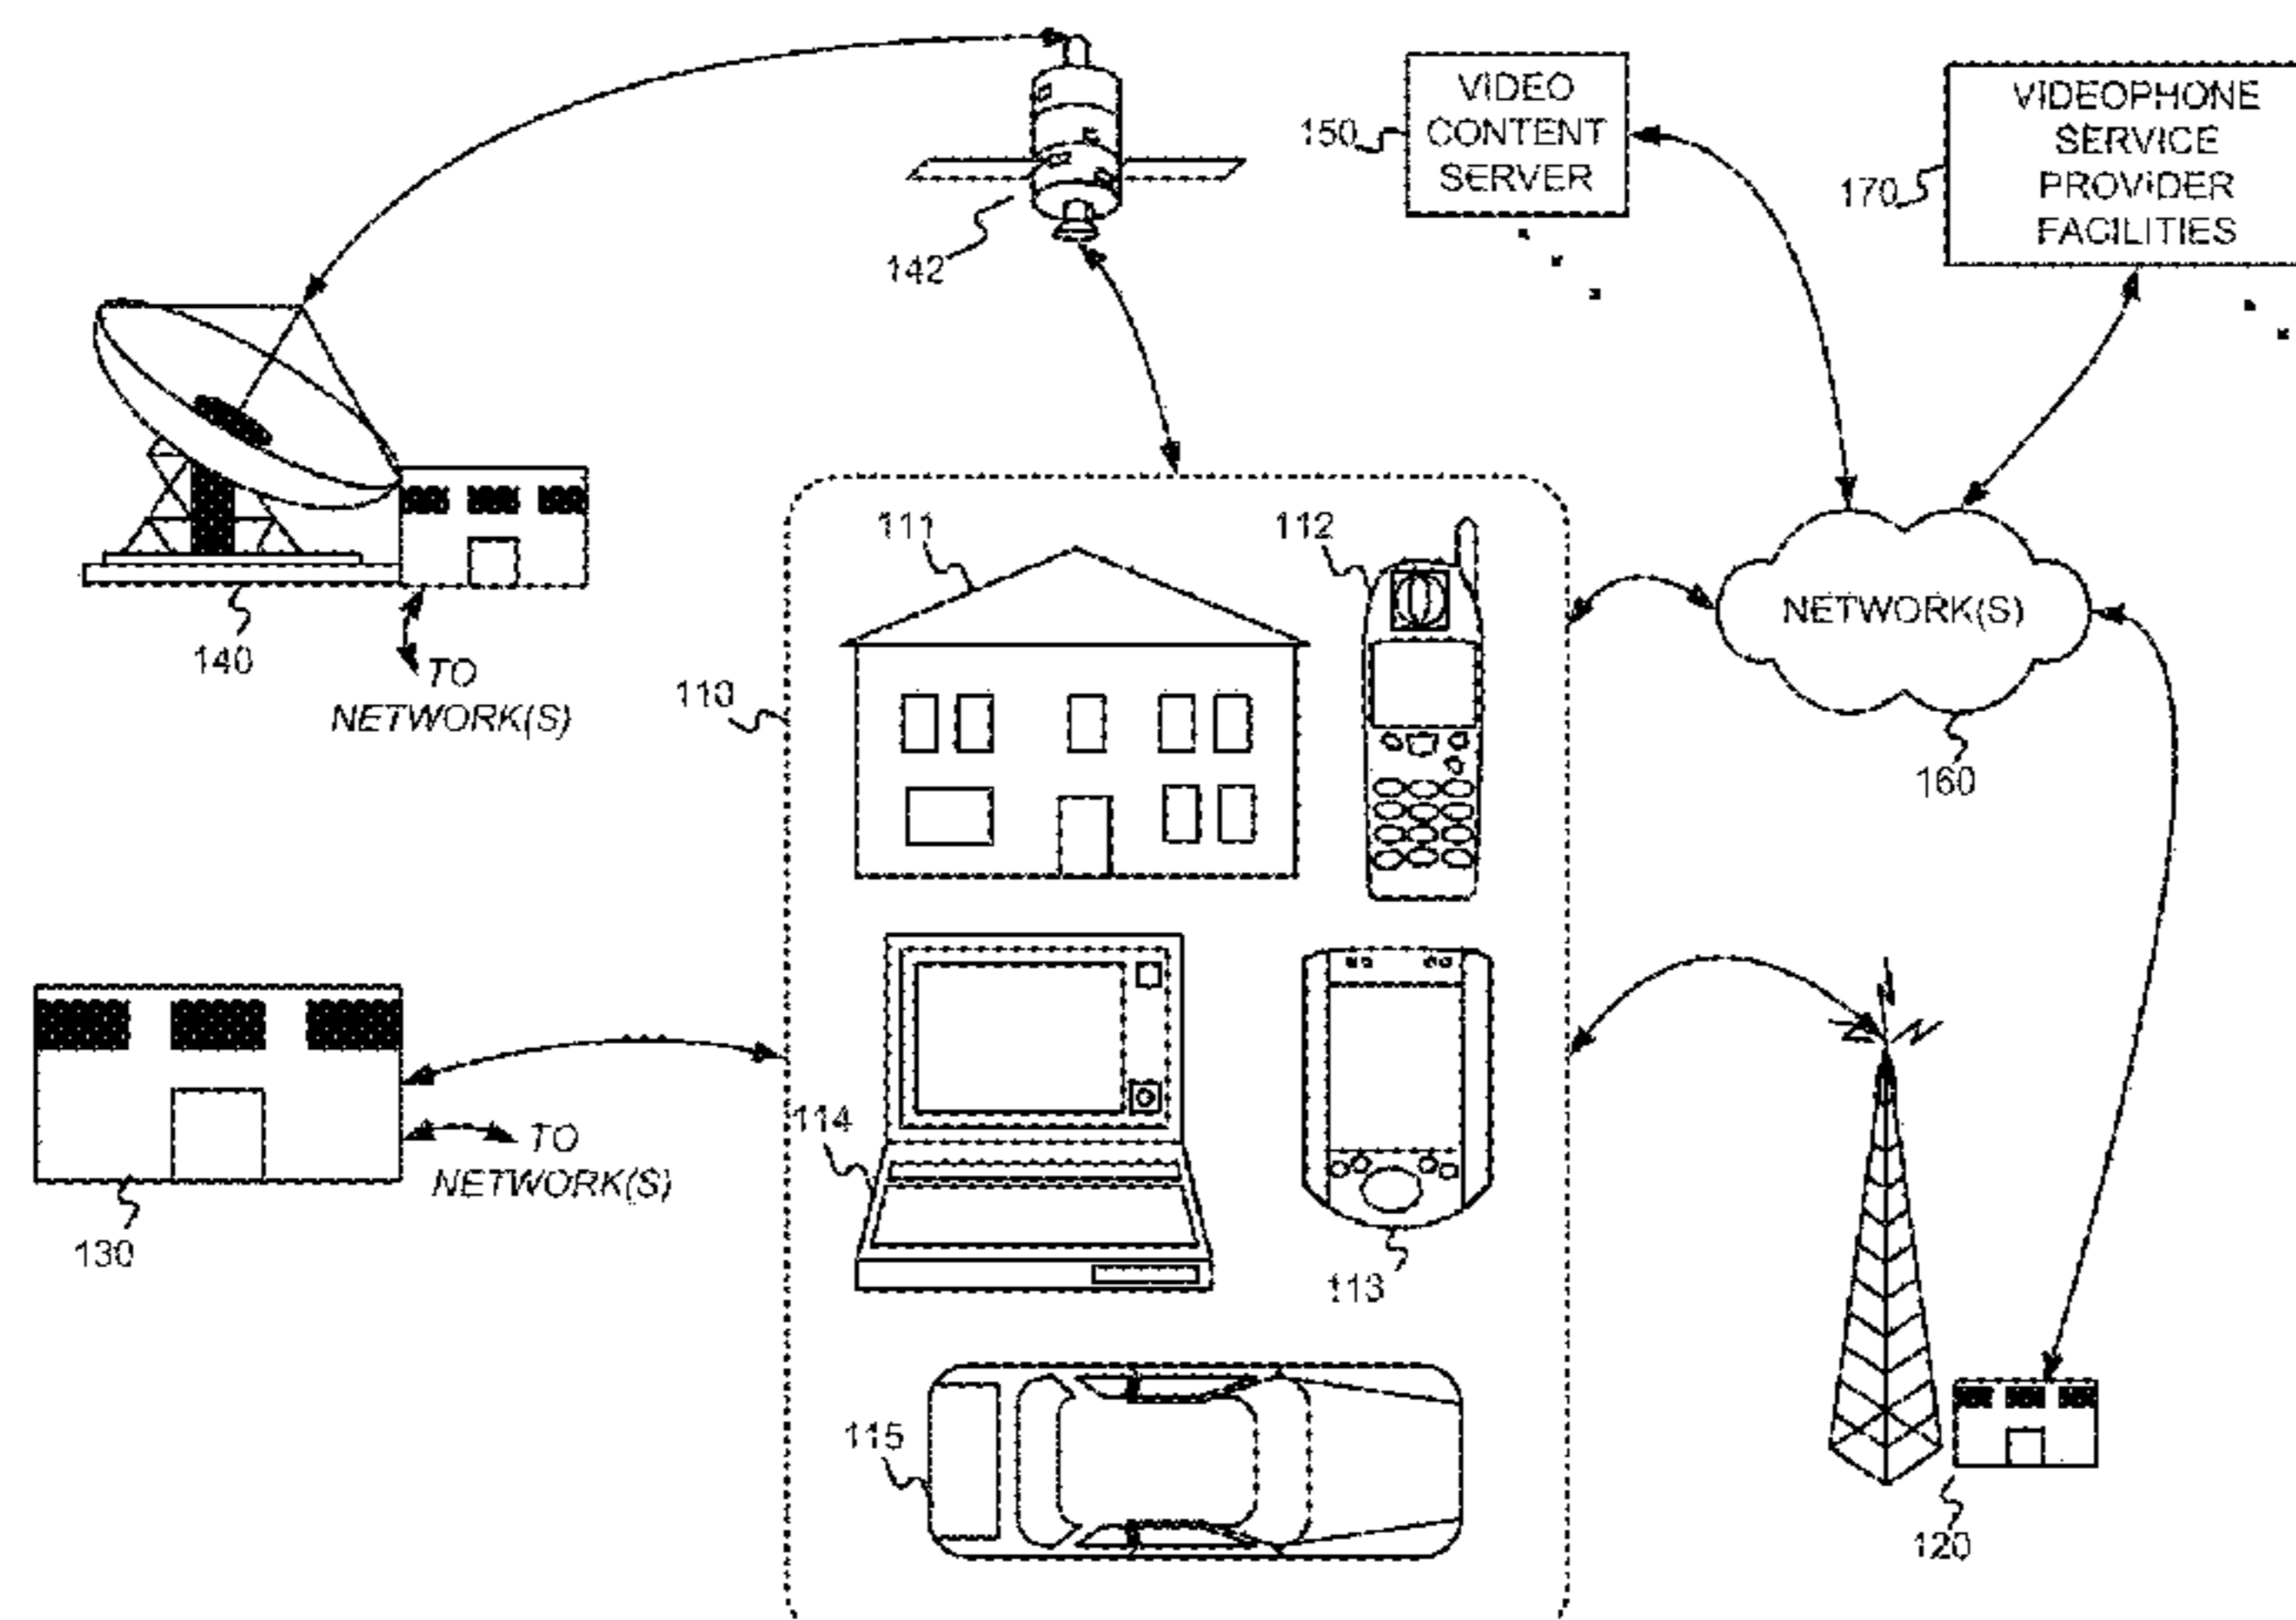 VIDEO
CONTENT
SERVER
150
VIDEOPHONE
SERVICE
PROVIDER
FACILITIES
170
142
111
112
NETWORK(S)
140
TO
NETWORK(S)
110
160
114
TO
NETWORK(S)
130
113
115
120